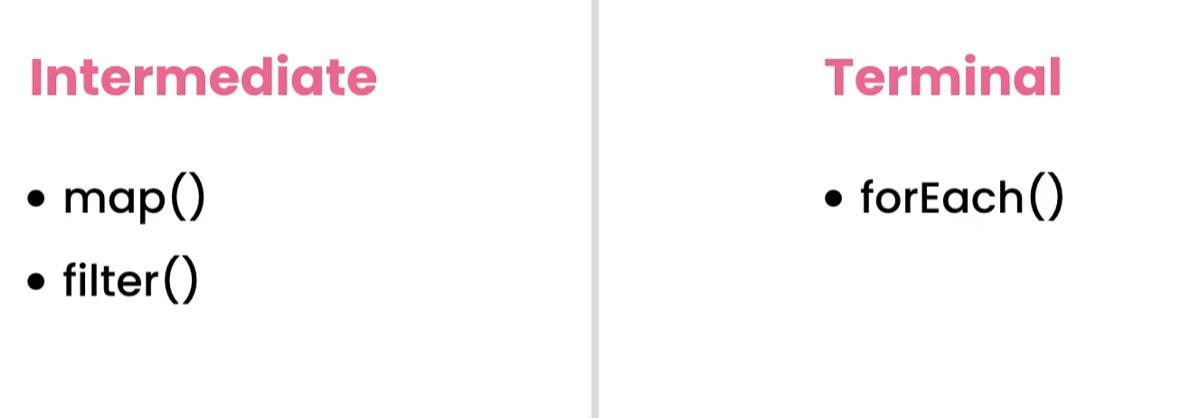 Intermediate
• map()
• filter()
Terminal
• forEach()